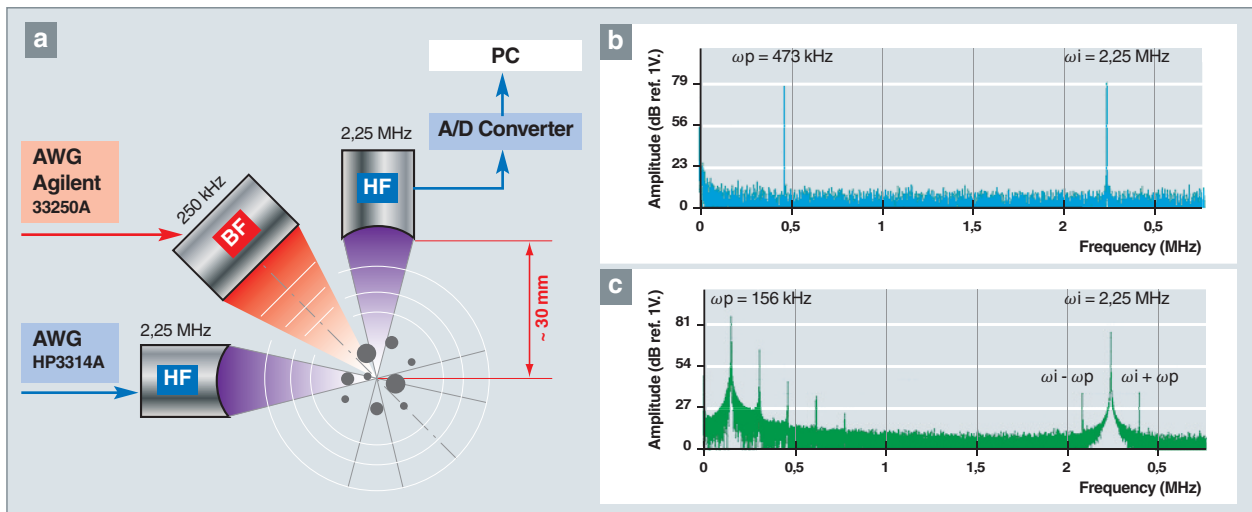 a
PC
A/D Converter
2,25 MHz
HF
AWG
Agilent
33250A
250 kHz
BF
~ 30 mm
AWG
HP3314A
2,25 MHz
HF
b
ωp = 473 kHz
ωi = 2,25 MHz
Amplitude (dB ref. 1V.)
79
56
23
0
0
0,5
1
1,5
2
0,5
Frequency (MHz)
c
ωp = 156 kHz
ωi = 2,25 MHz
ωi - ωp
ωi + ωp
Amplitude (dB ref. 1V.)
81
54
27
0
0
0,5
1
1,5
2
0,5
Frequency (MHz)